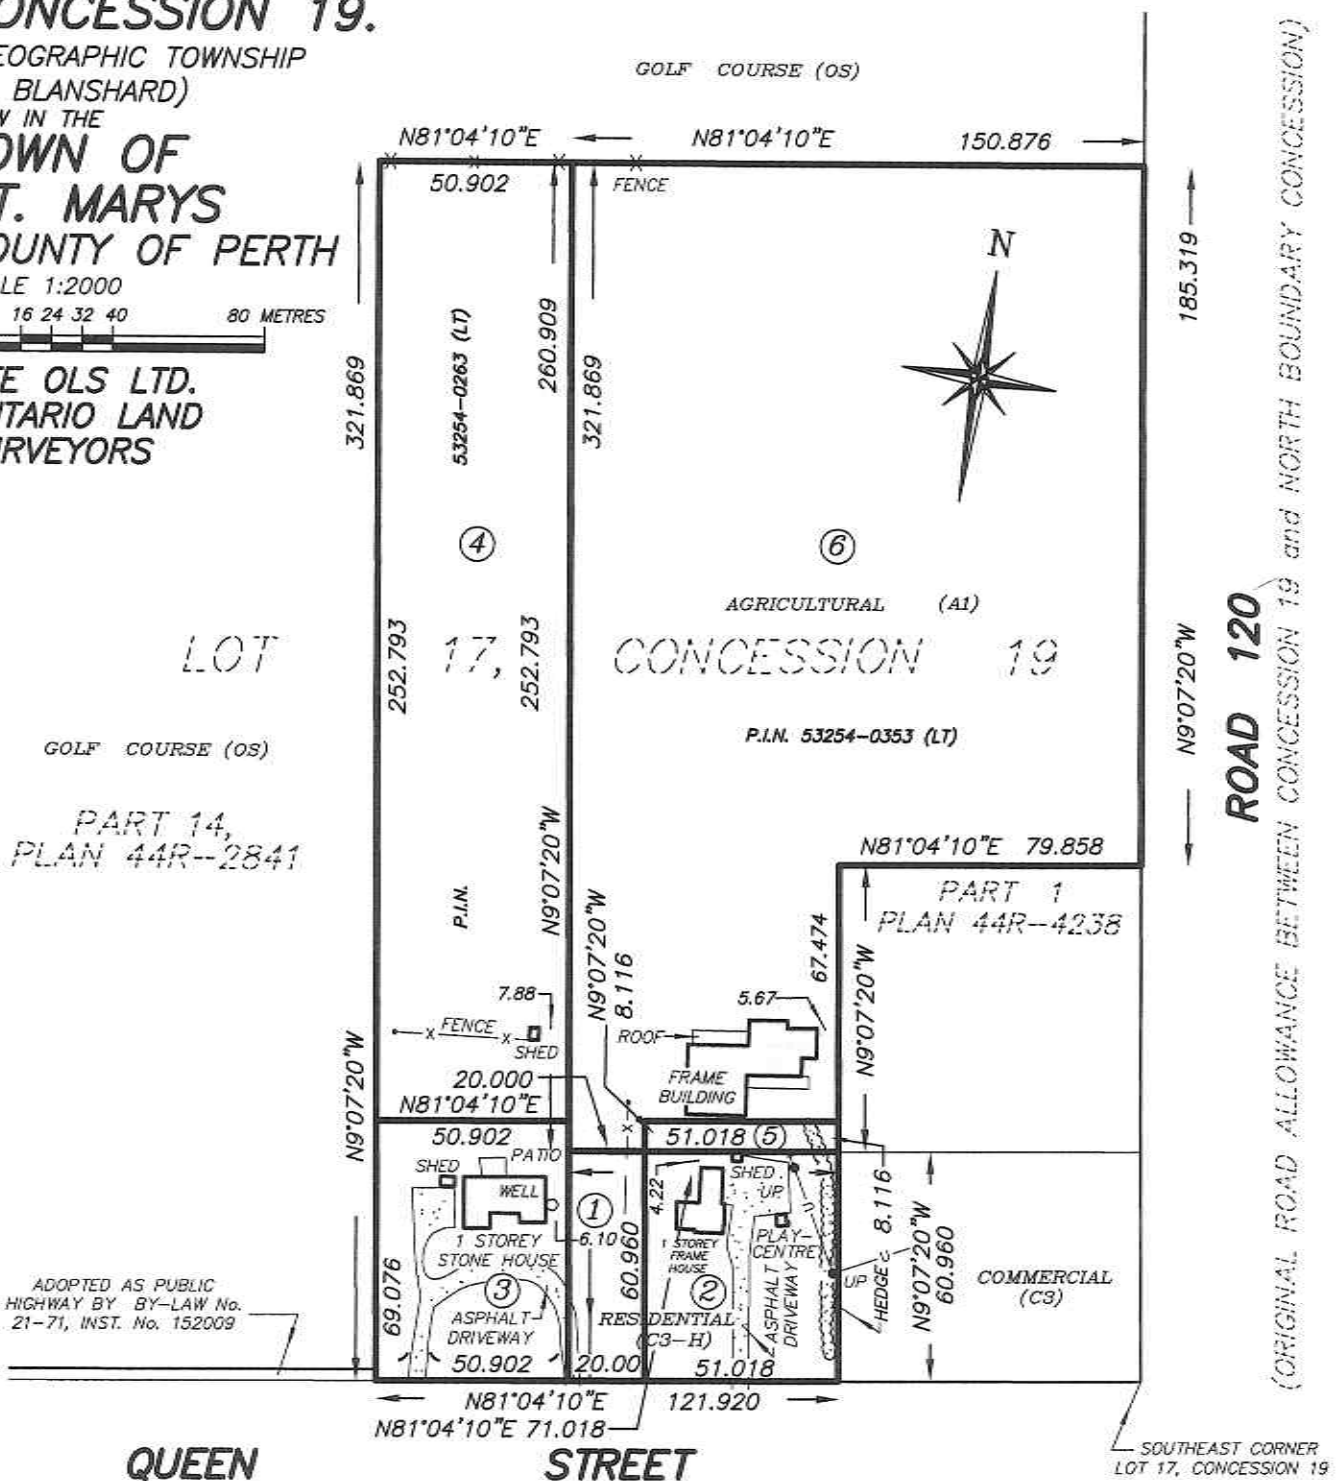 CONCESSION 19.
GEOGRAPHIC TOWNSHIP
BLANSHARD)
IN THE
TOWN OF
ST. MARYS
COUNTY OF PERTH
SCALE 1:2000
16 24 32 40 80 METRES
OLS LTD.
ONTARIO LAND
SURVEYORS
GOLF COURSE (OS)
N81°04'10"E
N81°04'10"E
150.876
50.902
FENCE
N
321.869
53254-0263 (LT)
260.909
321.869
185.319
4
6
AGRICULTURAL (A1)
LOT 17, CONCESSION 19
252.793
252.793
P.I.N. 53254-0353 (LT)
N9°07'20"W
ROAD 120
(ORIGINAL ROAD ALLOWANCE BETWEEN CONCESSION 19 and NORTH BOUNDARY CONCESSION)
GOLF COURSE (OS)
PART 14,
PLAN 44R-2841
P.I.N.
N9°07'20"W
N9°07'20"W
8.116
N81°04'10"E 79.858
PART 1
PLAN 44R-4238
67.474
N9°07'20"W
7.88
5.67
FENCE
SHED
ROOF
FRAME
BUILDING
20.000
N81°04'10"E
N9°07'20"W
50.902
51.018
5
PATIO
SHED
WELL
1
6.10
1 STOREY
STONE HOUSE
3
ASPHALT
DRIVEWAY
69.076
60.960
4.22
SHED
UP
1 STOREY
FRAME
HOUSE
PLAY-
CENTRE
2
RESIDENTIAL
(C3-H)
ASPHALT
DRIVEWAY
UP
HEDGE
8.116
N9°07'20"W
60.960
COMMERCIAL
(C3)
ADOPTED AS PUBLIC
HIGHWAY BY BY-LAW No.
21-71, INST. No. 152009
50.902
20.00
51.018
N81°04'10"E
121.920
N81°04'10"E 71.018
QUEEN STREET
SOUTHEAST CORNER
LOT 17, CONCESSION 19